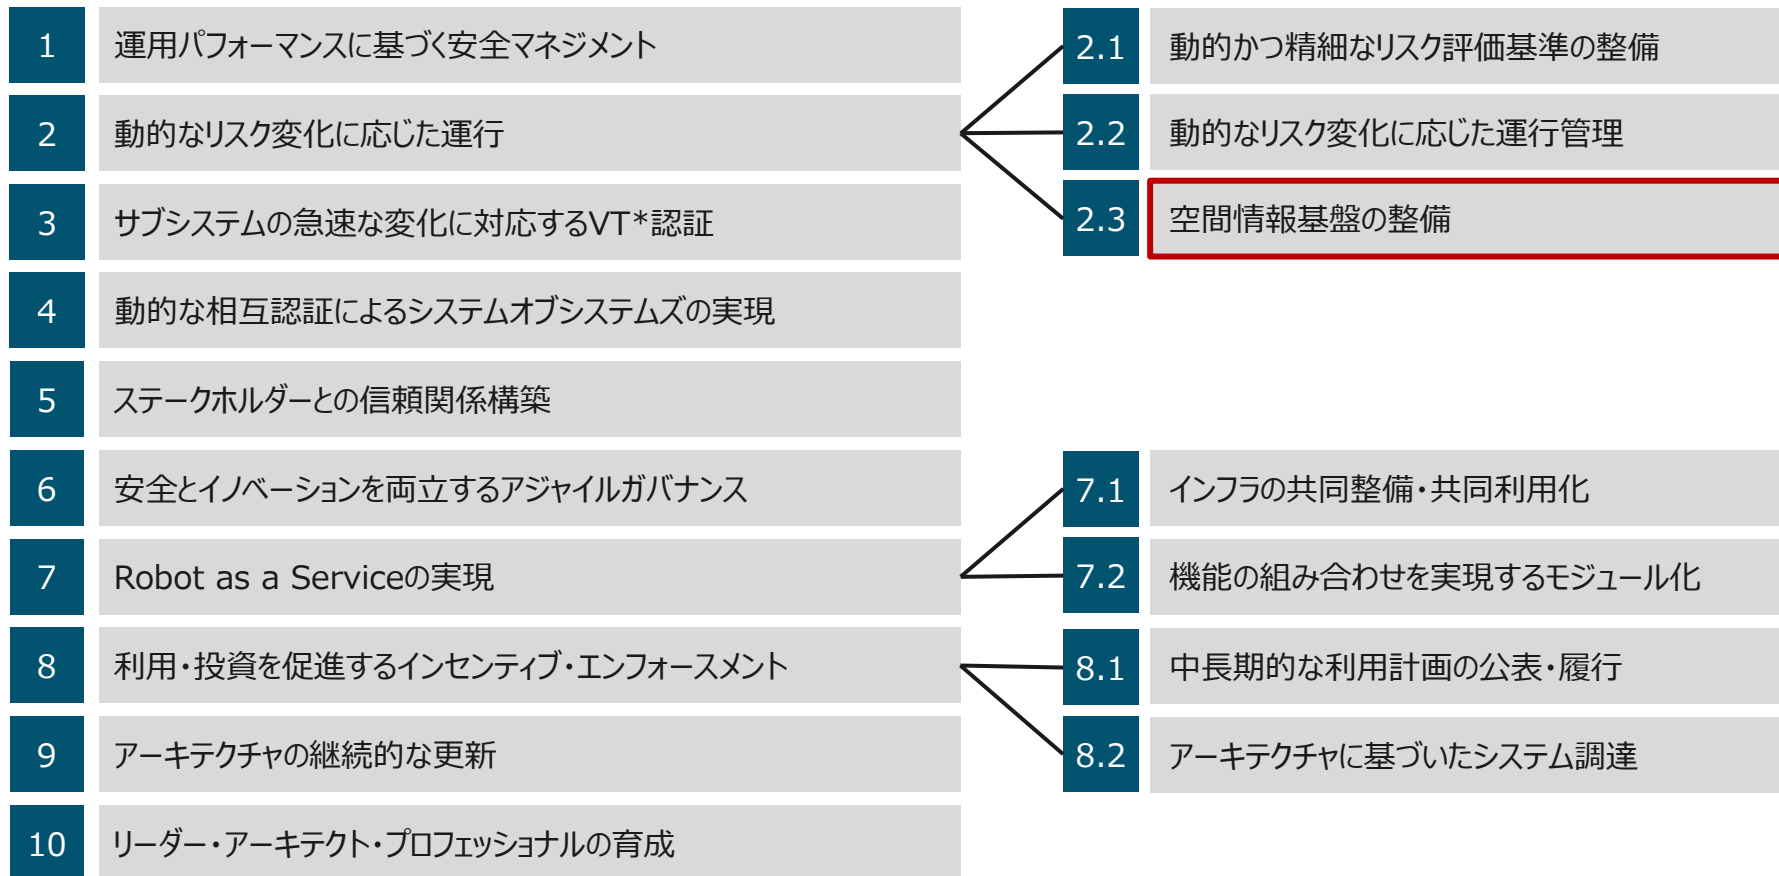 1 運用パフォーマンスに基づく安全マネジメント
2 動的なリスク変化に応じた運行
3 サブシステムの急速な変化に対応するVT*認証
4 動的な相互認証によるシステムオブシステムズの実現
5 ステークホルダーとの信頼関係構築
6 安全とイノベーションを両立するアジャイルガバナンス
7 Robot as a Serviceの実現
8 利用・投資を促進するインセンティブ・エンフォースメント
9 アーキテクチャの継続的な更新
10 リーダー・アーキテクト・プロフェッショナルの育成
2.1 動的かつ精細なリスク評価基準の整備
2.2 動的なリスク変化に応じた運行管理
2.3 空間情報基盤の整備
7.1 インフラの共同整備・共同利用化
7.2 機能の組み合わせを実現するモジュール化
8.1 中長期的な利用計画の公表・履行
8.2 アーキテクチャに基づいたシステム調達